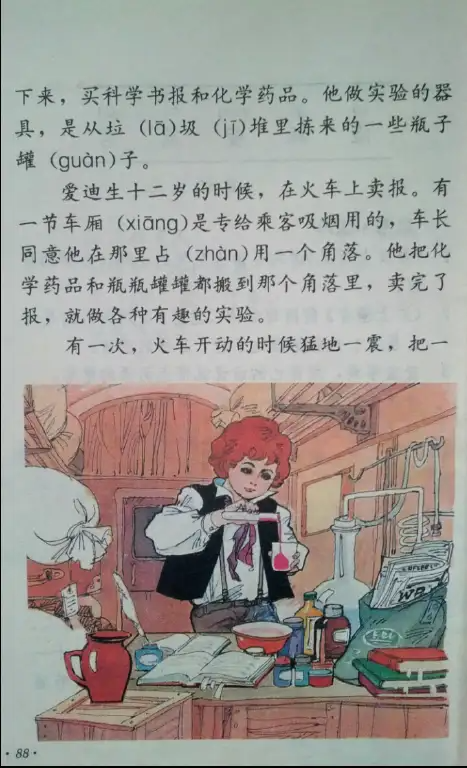 下来，买科学书报和化学药品。他做实验的器
具，是从垃（lā）圾（jī）堆里拣来的一些瓶子
罐（guàn）子。
爱迪生十二岁的时候，在火车上卖报。有
一节车厢（xiāng）是专给乘客吸烟用的，车长
同意他在那里占（zhàn）用一个角落。他把化
学药品和瓶瓶罐罐都搬到那个角落里，卖完了
报，就做各种有趣的实验。
有一次，火车开动的时候猛地一震，把一
·88·